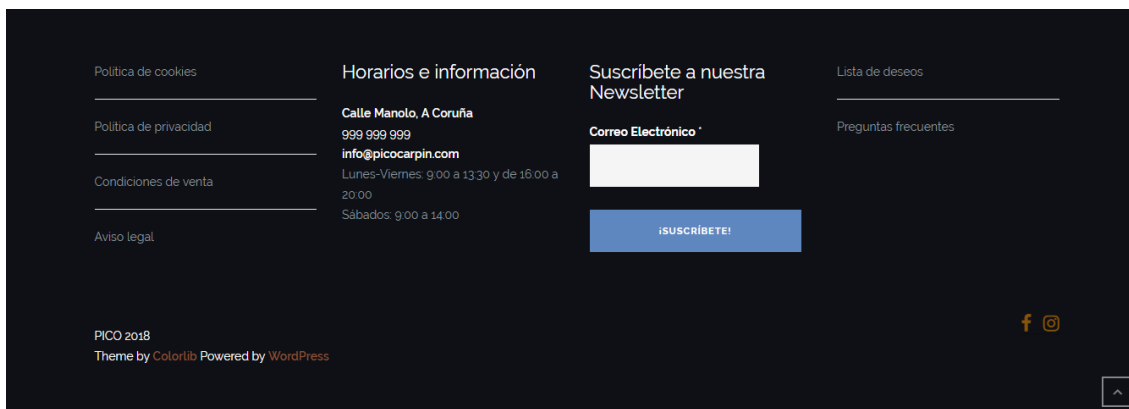 Política de cookies
Política de privacidad
Condiciones de venta
Aviso legal
Horarios e información
Calle Manolo, A Coruña
999 999 999
info@picocarpin.com
Lunes-Viernes: 9:00 a 13:30 y de 16:00 a
20:00
Sábados: 9:00 a 14:00
Suscríbete a nuestra
Newsletter
Correo Electrónico *
¡SUSCRÍBETE!
Lista de deseos
Preguntas frecuentes
PICO 2018
Theme by Colorlib Powered by WordPress